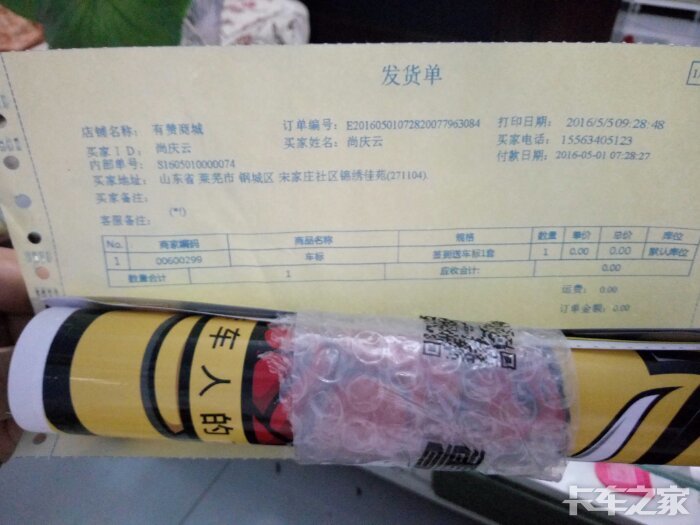 发货单
店铺名称： 有赞商城 订单编号：E20160501072820077963084 打印日期： 2016/5/5 09:28:48
买家ID：尚庆云 买家姓名：尚庆云 买家电话：15563405123
内部单号：S1605010000074 付款日期：2016-05-01 07:28:27
买家地址： 山东省 莱芜市 钢城区 宋家庄社区锦绣佳苑(271104)
买家备注：
客服备注： (*!)
No. 商家编码 商品名称 规格 数量 单价 总价 库位
1 00600299 车标 签到送车标1套 1 0.00 0.00 默认库位
数量合计 1 应收合计： 0.00
运费： 0.00
订单金额： 0.00
车人的
卡车之家